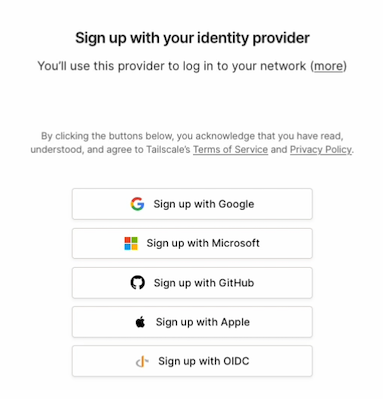 Sign up with your identity provider
You'll use this provider to log in to your network (more)
By clicking the buttons below, you acknowledge that you have read,
understood, and agree to Tailscale's Terms of Service and Privacy Policy.
Sign up with Google
Sign up with Microsoft
Sign up with GitHub
Sign up with Apple
Sign up with OIDC